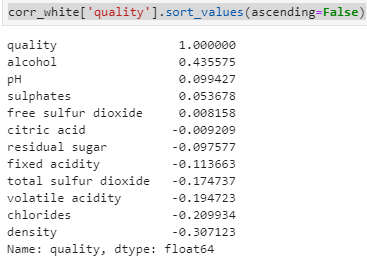 corr_white['quality'].sort_values(ascending=False)
quality                 1.000000
alcohol                 0.435575
pH                      0.099427
sulphates               0.053678
free sulfur dioxide     0.008158
citric acid            -0.009209
residual sugar         -0.097577
fixed acidity          -0.113663
total sulfur dioxide   -0.174737
volatile acidity       -0.194723
chlorides              -0.209934
density                -0.307123
Name: quality, dtype: float64